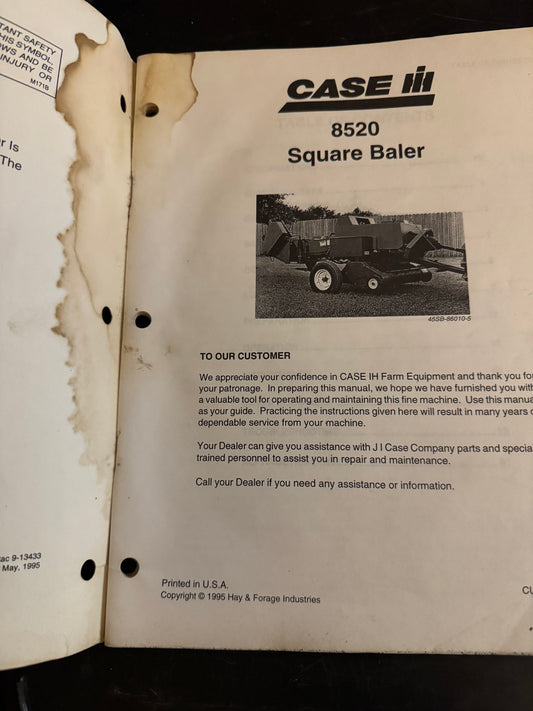 TANT SAFETY
THIS SYMBOL.
OWS AND BE
INJURY OR
M171B
r Is
The
ac 9-13433
May, 1995
CASE IH
8520
Square Baler
45SB-86010-5
TO OUR CUSTOMER
We appreciate your confidence in CASE IH Farm Equipment and thank you fo
your patronage. In preparing this manual, we hope we have furnished you with
a valuable tool for operating and maintaining this fine machine. Use this manua
as your guide. Practicing the instructions given here will result in many years o
dependable service from your machine.
Your Dealer can give you assistance with J I Case Company parts and specia
trained personnel to assist you in repair and maintenance.
Call your Dealer if you need any assistance or information.
Printed in U.S.A.
Copyright © 1995 Hay & Forage Industries
CU